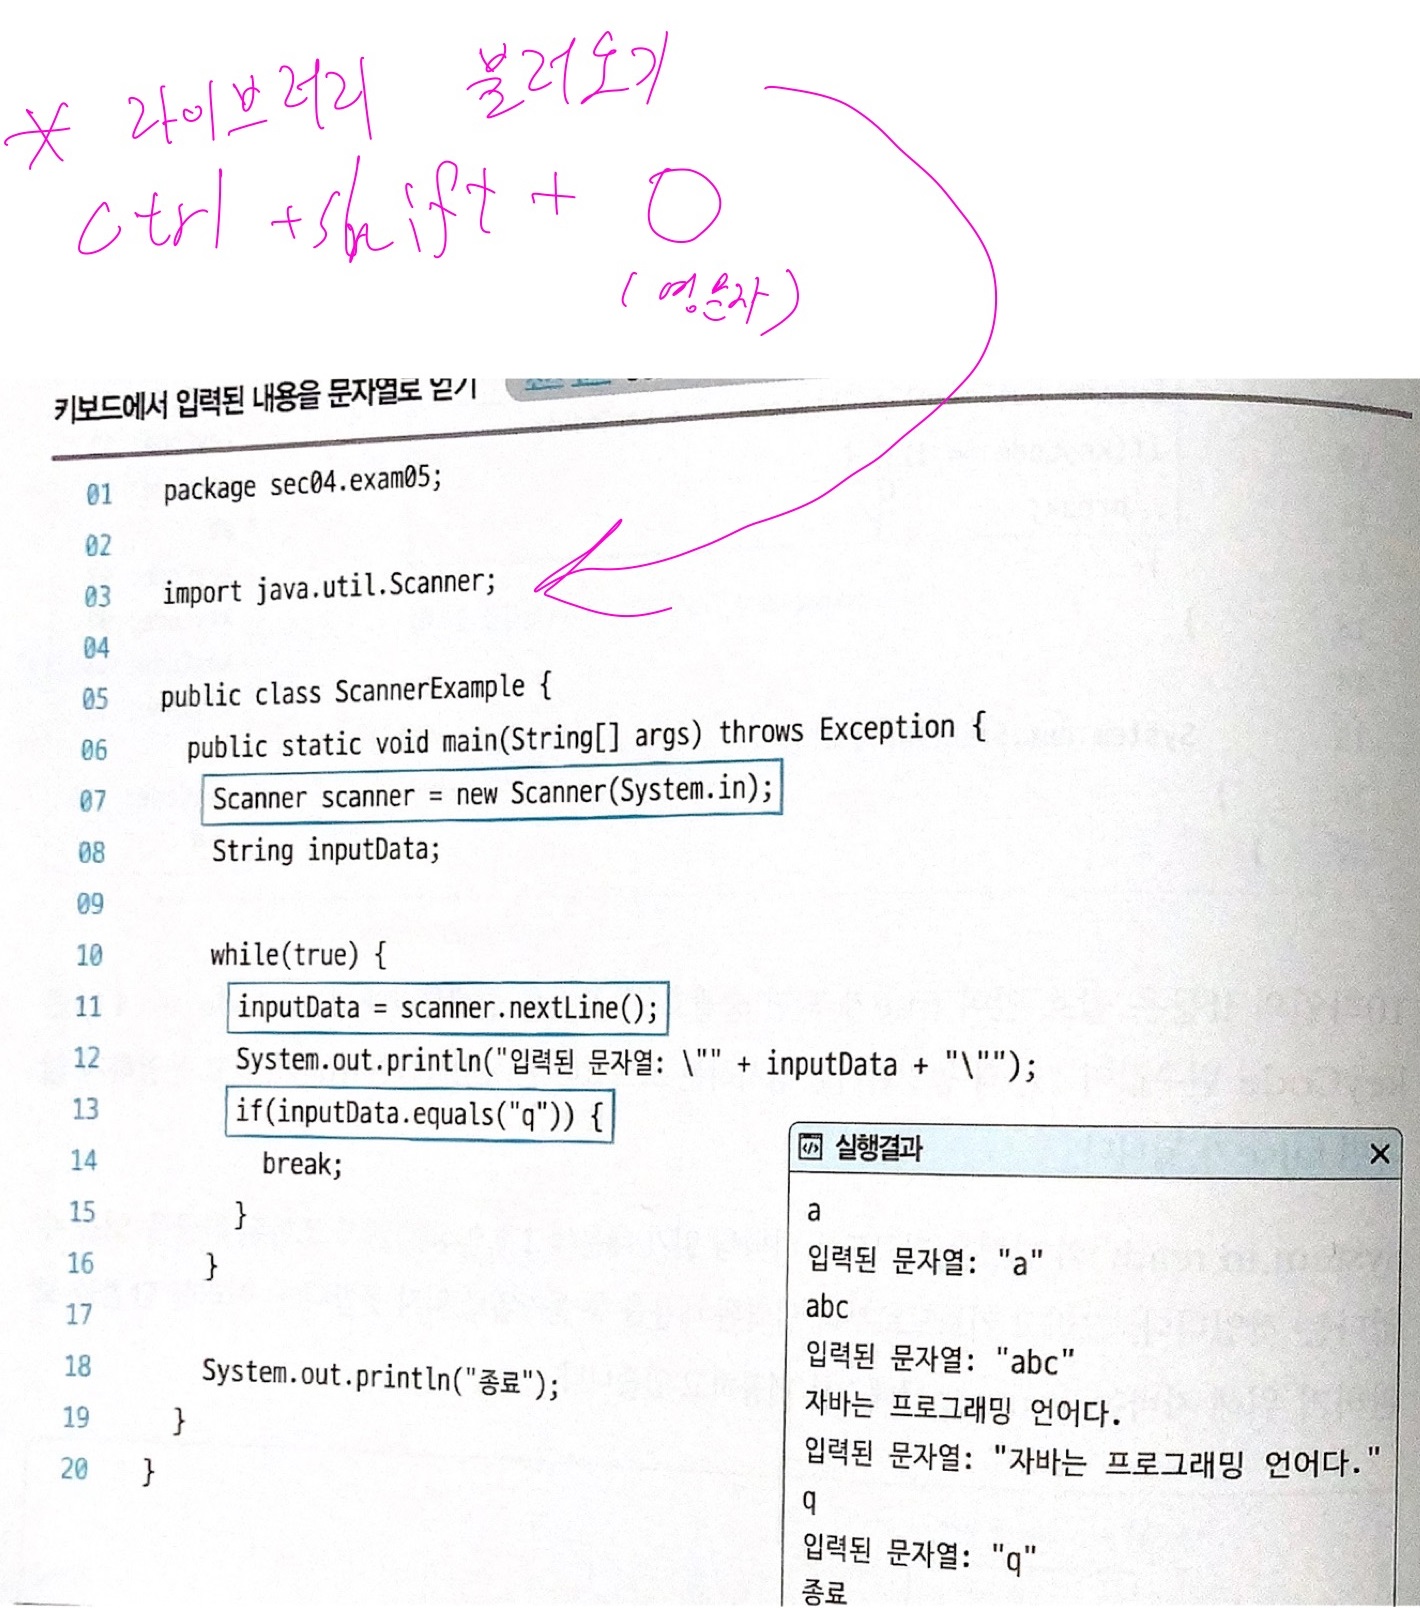 * 라이브러리 불러오기
ctrl + shift + O
(영문자)
키보드에서 입력된 내용을 문자열로 얻기
01 package sec04.exam05;
02
03 import java.util.Scanner;
04
05 public class ScannerExample {
06 public static void main(String[] args) throws Exception {
07 Scanner scanner = new Scanner(System.in);
08 String inputData;
09
10 while(true) {
11 inputData = scanner.nextLine();
12 System.out.println("입력된 문자열: \"" + inputData + "\"");
13 if(inputData.equals("q")) {
14 break;
15 }
16 }
17
18 System.out.println("종료");
19 }
20 }
실행결과
a
입력된 문자열: "a"
abc
입력된 문자열: "abc"
자바는 프로그래밍 언어다.
입력된 문자열: "자바는 프로그래밍 언어다."
q
입력된 문자열: "q"
종료